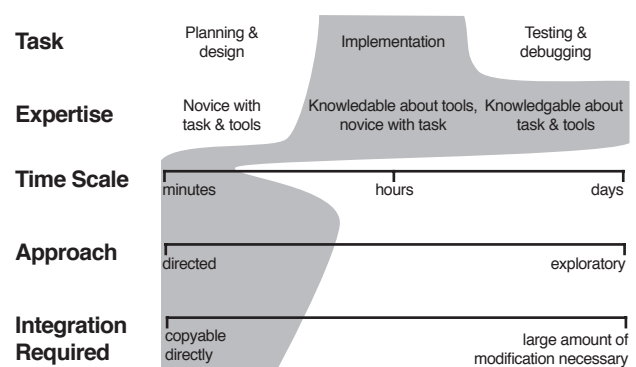 Task
Planning &
design
Implementation
Testing &
debugging
Expertise
Novice with
task & tools
Knowledable about tools,
novice with task
Knowledgable about
task & tools
Time Scale
minutes
hours
days
Approach
directed
exploratory
Integration
Required
copyable
directly
large amount of
modification necessary